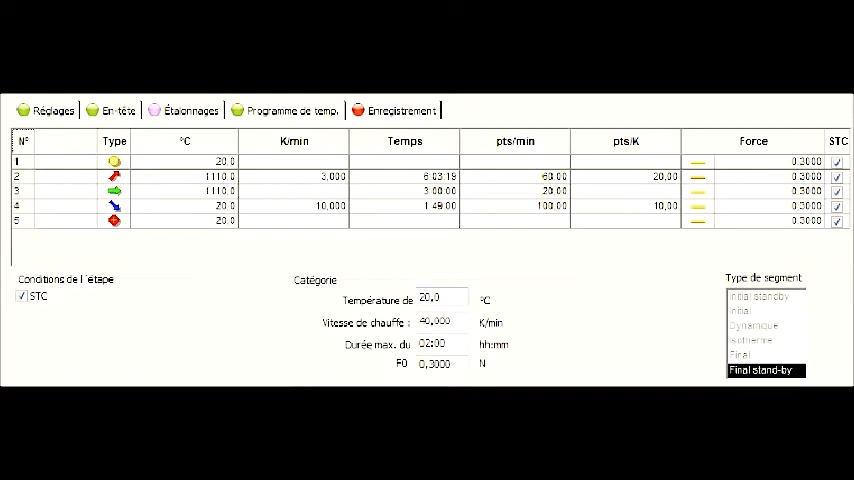 Réglages En-tête Étalonnages Programme de temp. Enregistrement
N° Type °C K/min Temps pts/min pts/K Force STC
1 20.0 0.3000
2 1110.0 3,000 6:03:19 60.00 20,00 0.3000
3 1110.0 3:00:00 20.00 0.3000
4 20.0 10,000 1:49:00 100.00 10,00 0.3000
5 20.0 0.3000
Conditions de l´étape Catégorie Type de segment
STC
Température de 20,0 °C
Vitesse de chauffe : 40,000 K/min
Durée max. du 02:00 hh:mm
F0 0,3000 N
Initial standby
Initial
Dynamique
Isotherme
Final
Final stand-by